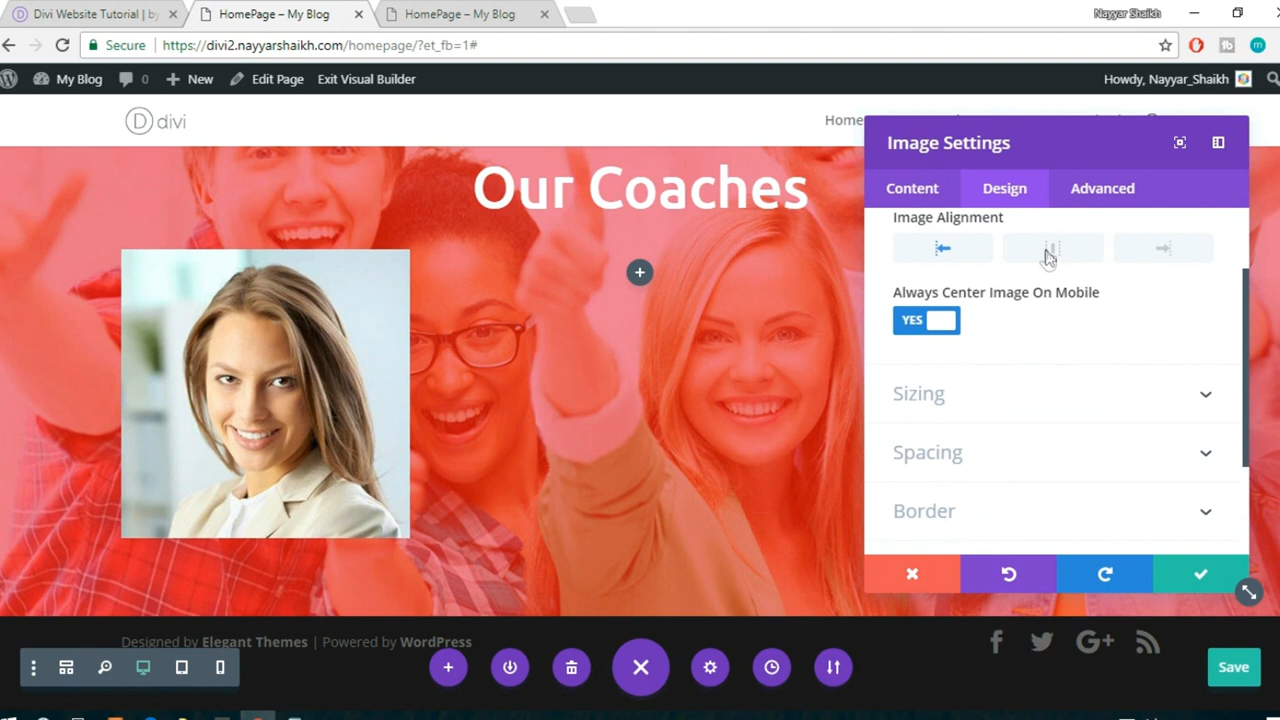 Divi Website Tutorial | by
HomePage – My Blog
HomePage – My Blog
Nayyar Shaikh
Secure
https://divi2.nayyarshaikh.com/homepage/?et_fb=1#
My Blog
0
New
Edit Page
Exit Visual Builder
Howdy, Nayyar_Shaikh
D divi
Home
Our Coaches
Image Settings
Content
Design
Advanced
Image Alignment
Always Center Image On Mobile
YES
Sizing
Spacing
Border
Designed by Elegant Themes | Powered by WordPress
Save